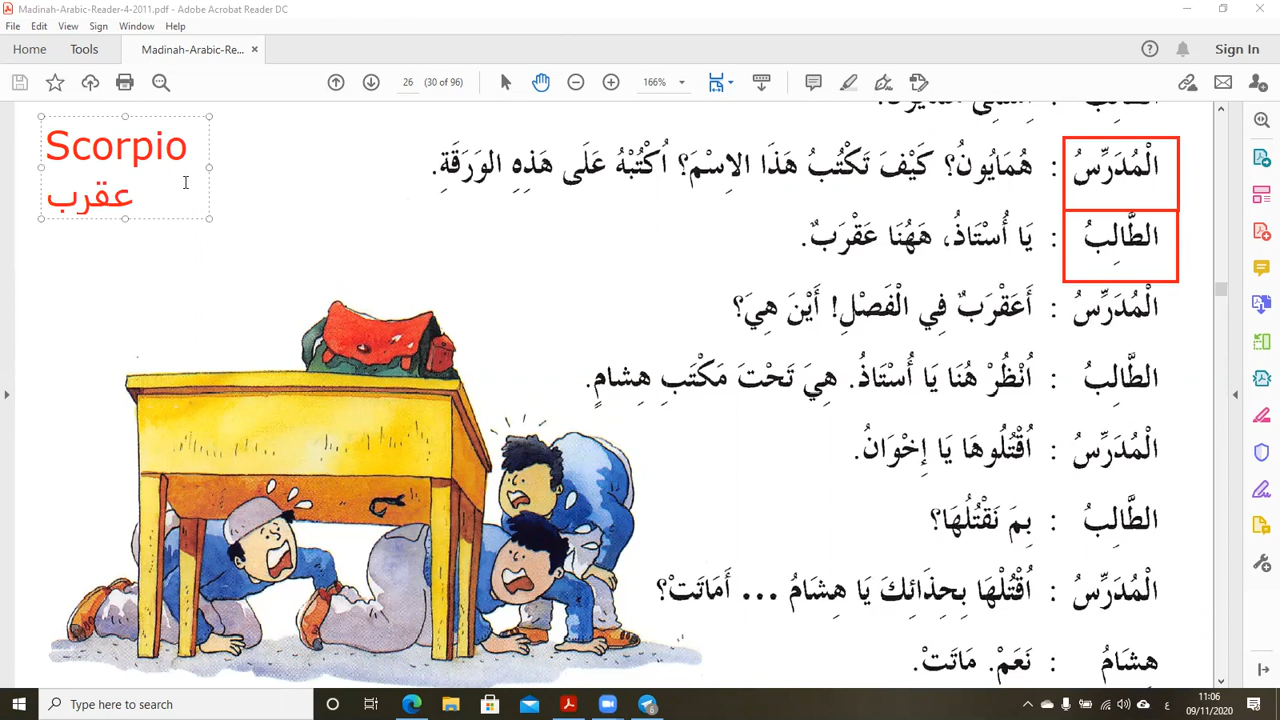 Madinah-Arabic-Reader-4-2011.pdf - Adobe Acrobat Reader DC
File Edit View Sign Window Help
Home Tools Madinah-Arabic-Re... × Sign In
26 (30 of 96) 166%
Scorpio
عقرب
الْمُدَرِّسُ : هُمَايُونُ؟ كَيْفَ تَكْتُبُ هَذَا الاِسْمَ؟ اُكْتُبْهُ عَلَى هَذِهِ الوَرَقَةِ.
الطَّالِبُ : يَا أُسْتَاذُ، هَهُنَا عَقْرَبٌ.
الْمُدَرِّسُ : أَعَقْرَبٌ فِي الْفَصْلِ! أَيْنَ هِيَ؟
الطَّالِبُ : اُنْظُرْ هُنَا يَا أُسْتَاذُ. هِيَ تَحْتَ مَكْتَبِ هِشَامٍ.
الْمُدَرِّسُ : اُقْتُلُوهَا يَا إِخْوَانُ.
الطَّالِبُ : بِمَ نَقْتُلُهَا؟
الْمُدَرِّسُ : اُقْتُلْهَا بِحِذَائِكَ يَا هِشَامُ ... أَمَاتَتْ؟
هِشَامُ : نَعَمْ. مَاتَتْ.
Type here to search
11:06
09/11/2020
ع